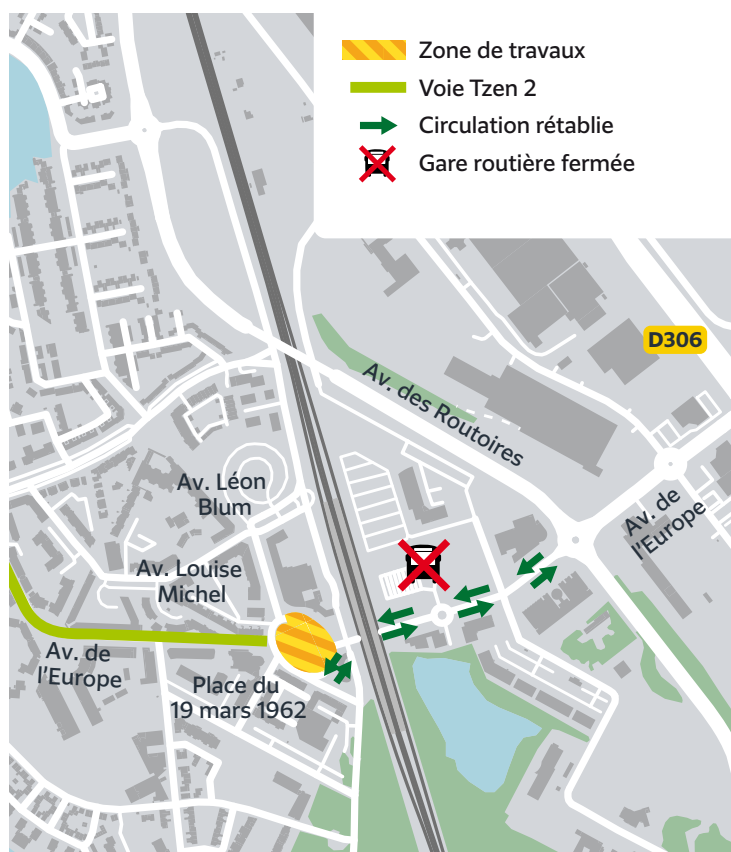 Zone de travaux
Voie Tzen 2
Circulation rétablie
Gare routière fermée
D306
Av. des Routoires
Av. de
l'Europe
Av. Léon
Blum
Av. Louise
Michel
Av. de
l'Europe
Place du
19 mars 1962